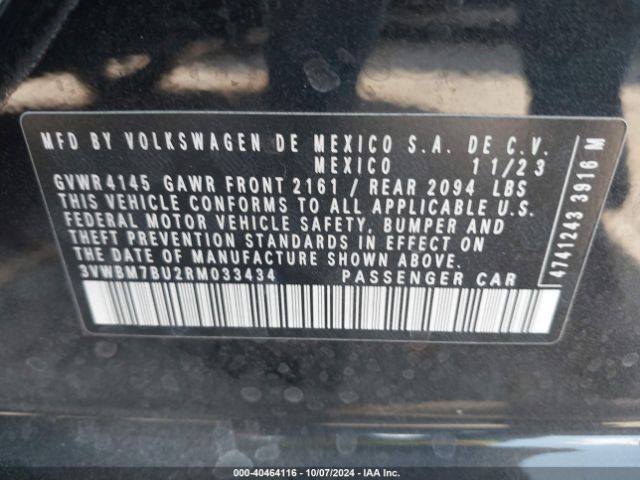 MFD BY VOLKSWAGEN DE MEXICO S.A. DE C.V.
MEXICO 11/23
GVWR 4145 GAWR FRONT 2161 / REAR 2094 LBS
THIS VEHICLE CONFORMS TO ALL APPLICABLE U.S.
FEDERAL MOTOR VEHICLE SAFETY, BUMPER AND
THEFT PREVENTION STANDARDS IN EFFECT ON
THE DATE OF MANUFACTURE SHOWN ABOVE.
3VWBM7BU2RM033434 PASSENGER CAR
4741243 3916 M
000-40464116 - 10/07/2024 - IAA Inc.